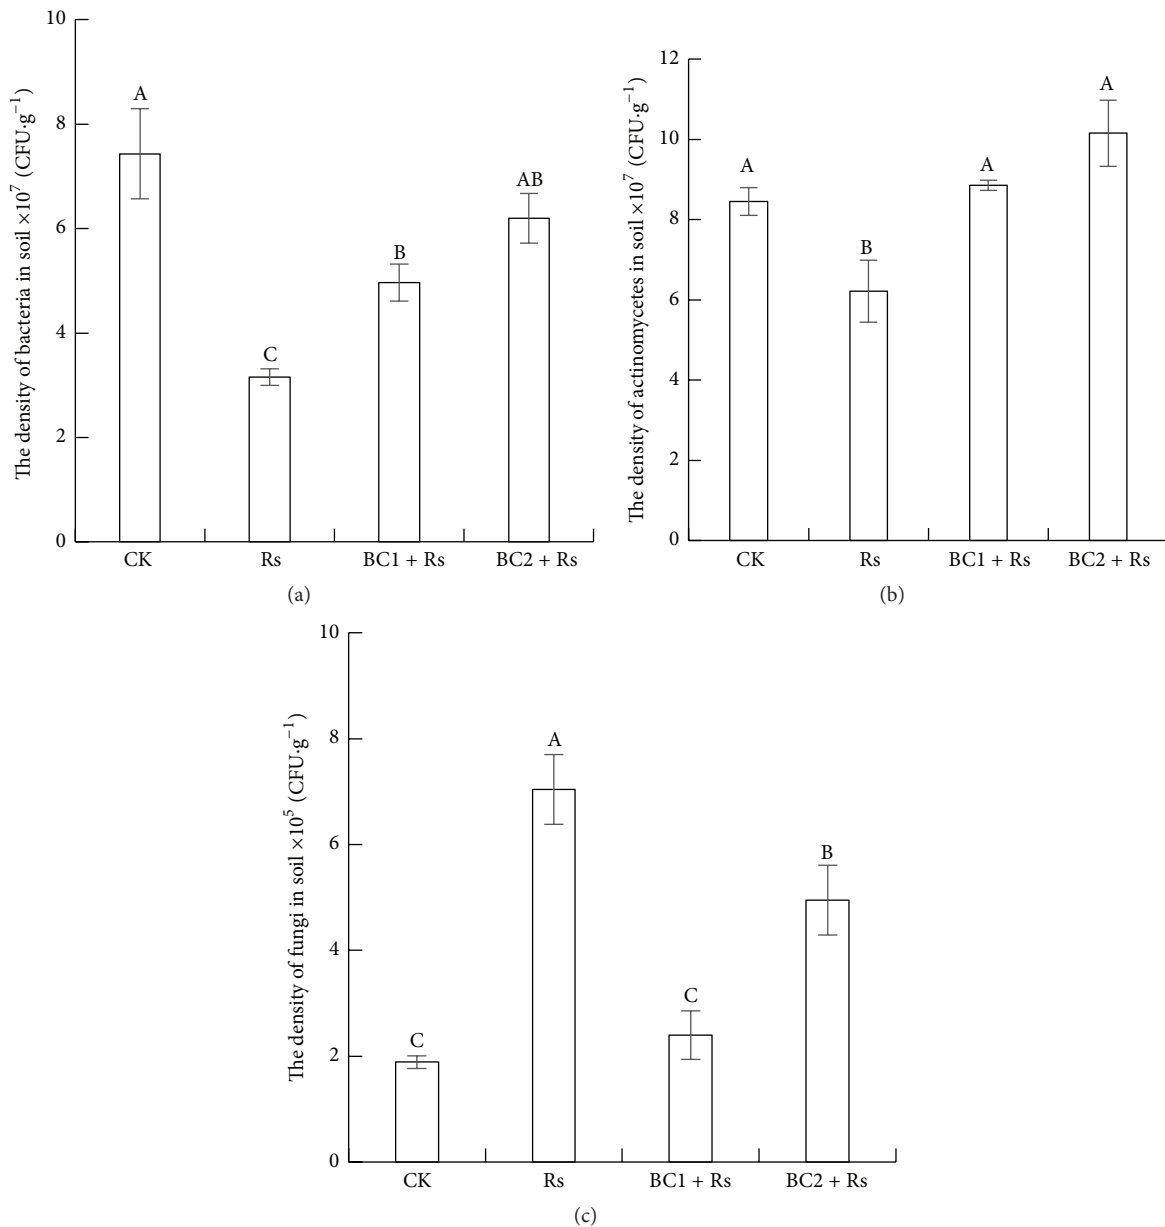 The density of bacteria in soil ×10⁷ (CFU·g⁻¹)
10
8
6
4
2
0
A
C
B
AB
CK Rs BC1 + Rs BC2 + Rs
(a)
The density of actinomycetes in soil ×10⁷ (CFU·g⁻¹)
12
10
8
6
4
2
0
A
B
A
A
CK Rs BC1 + Rs BC2 + Rs
(b)
The density of fungi in soil ×10⁵ (CFU·g⁻¹)
10
8
6
4
2
0
C
A
C
B
CK Rs BC1 + Rs BC2 + Rs
(c)